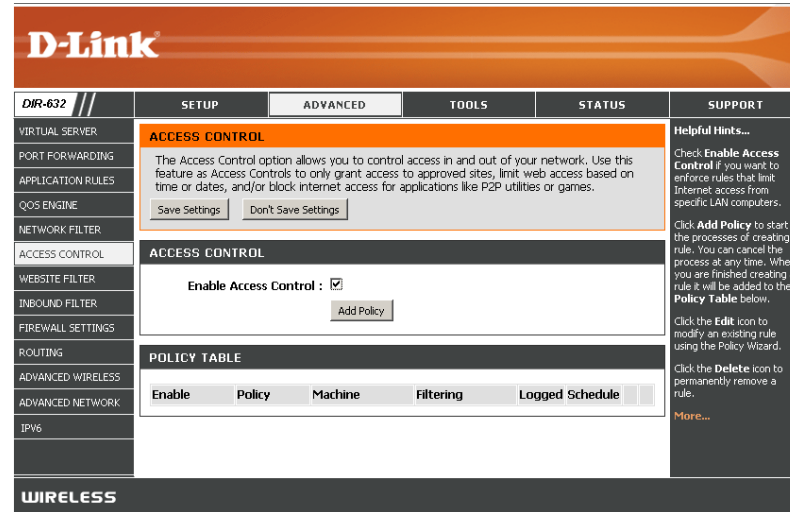 D-Link
DIR-632
SETUP
ADVANCED
TOOLS
STATUS
SUPPORT
VIRTUAL SERVER
PORT FORWARDING
APPLICATION RULES
QOS ENGINE
NETWORK FILTER
ACCESS CONTROL
WEBSITE FILTER
INBOUND FILTER
FIREWALL SETTINGS
ROUTING
ADVANCED WIRELESS
ADVANCED NETWORK
IPV6
ACCESS CONTROL
The Access Control option allows you to control access in and out of your network. Use this
feature as Access Controls to only grant access to approved sites, limit web access based on
time or dates, and/or block internet access for applications like P2P utilities or games.
Save Settings
Don't Save Settings
ACCESS CONTROL
Enable Access Control :
Add Policy
POLICY TABLE
Enable Policy Machine Filtering Logged Schedule
Helpful Hints...
Check Enable Access
Control if you want to
enforce rules that limit
Internet access from
specific LAN computers.
Click Add Policy to start
the processes of creating
rule. You can cancel the
process at any time. Whe
you are finished creating
rule it will be added to the
Policy Table below.
Click the Edit icon to
modify an existing rule
using the Policy Wizard.
Click the Delete icon to
permanently remove a
rule.
More...
WIRELESS